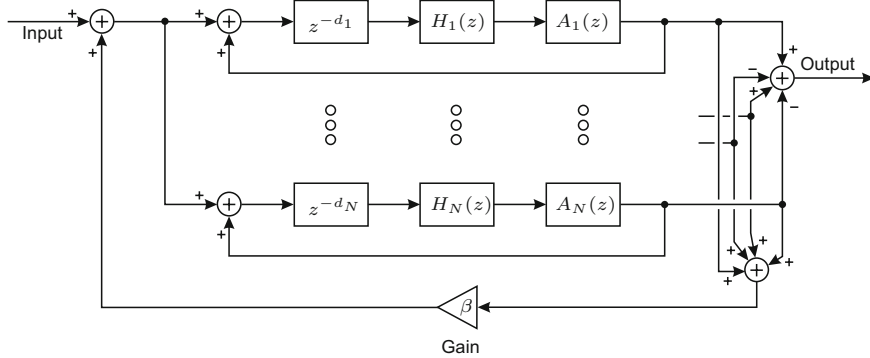 Input
+
+
+
+
+
z^{-d_1}
H_1(z)
A_1(z)
+
+
−
+
−
+
Output
+
+
+
z^{-d_N}
H_N(z)
A_N(z)
+
+
+
+
+
β
Gain